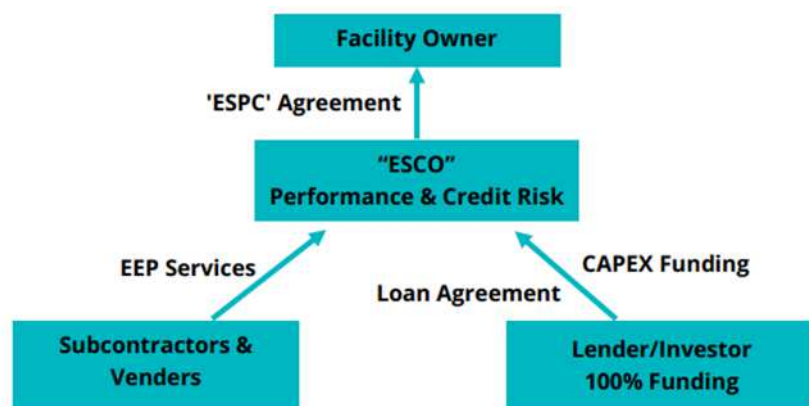 Facility Owner
'ESPC' Agreement
“ESCO”
Performance & Credit Risk
EEP Services
CAPEX Funding
Loan Agreement
Subcontractors &
Venders
Lender/Investor
100% Funding